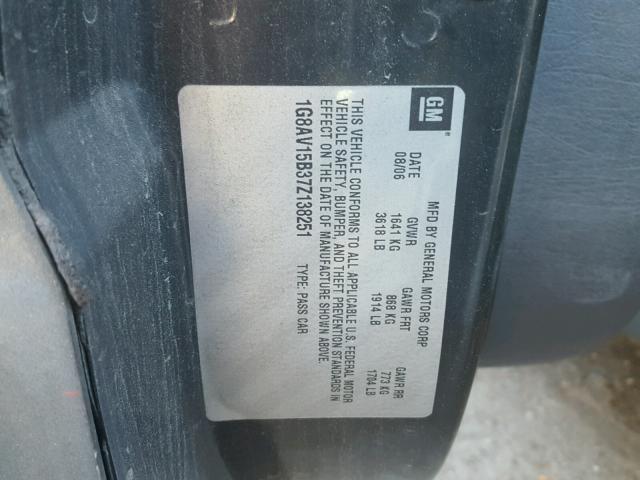 GM
MFD BY GENERAL MOTORS CORP
DATE GVWR GAWR FRT GAWR RR
08/06 1641 KG 868 KG 773 KG
3618 LB 1914 LB 1704 LB
THIS VEHICLE CONFORMS TO ALL APPLICABLE U.S. FEDERAL MOTOR
VEHICLE SAFETY, BUMPER, AND THEFT PREVENTION STANDARDS IN
EFFECT ON THE DATE OF MANUFACTURE SHOWN ABOVE.
1G8AV15B37Z138251 TYPE: PASS CAR